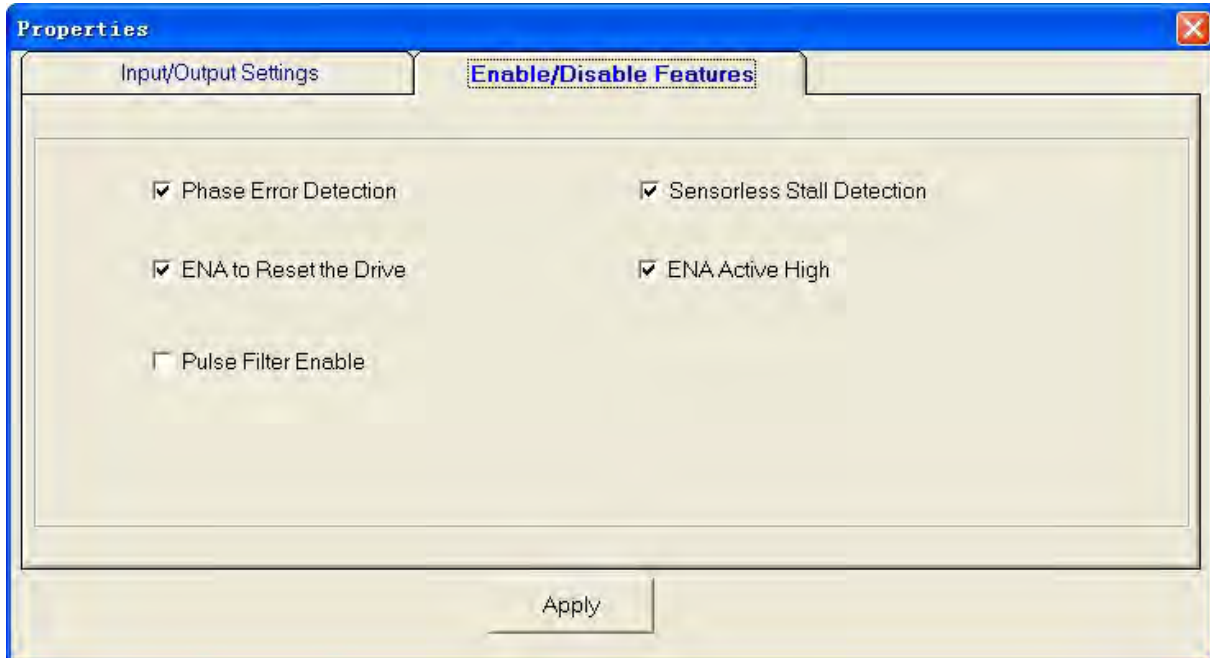 Properties
Input/Output Settings
Enable/Disable Features
Phase Error Detection
Sensorless Stall Detection
ENA to Reset the Drive
ENA Active High
Pulse Filter Enable
Apply